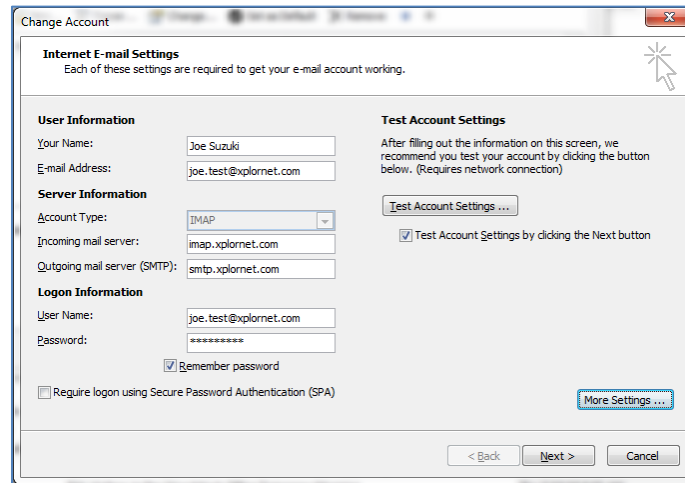 Change Account
Internet E-mail Settings
Each of these settings are required to get your e-mail account working.
User Information
Your Name:
Joe Suzuki
E-mail Address:
joe.test@xplornet.com
Server Information
Account Type:
IMAP
Incoming mail server:
imap.xplornet.com
Outgoing mail server (SMTP):
smtp.xplornet.com
Logon Information
User Name:
joe.test@xplornet.com
Password:
*********
Remember password
Require logon using Secure Password Authentication (SPA)
Test Account Settings
After filling out the information on this screen, we
recommend you test your account by clicking the button
below. (Requires network connection)
Test Account Settings ...
Test Account Settings by clicking the Next button
More Settings ...
< Back
Next >
Cancel